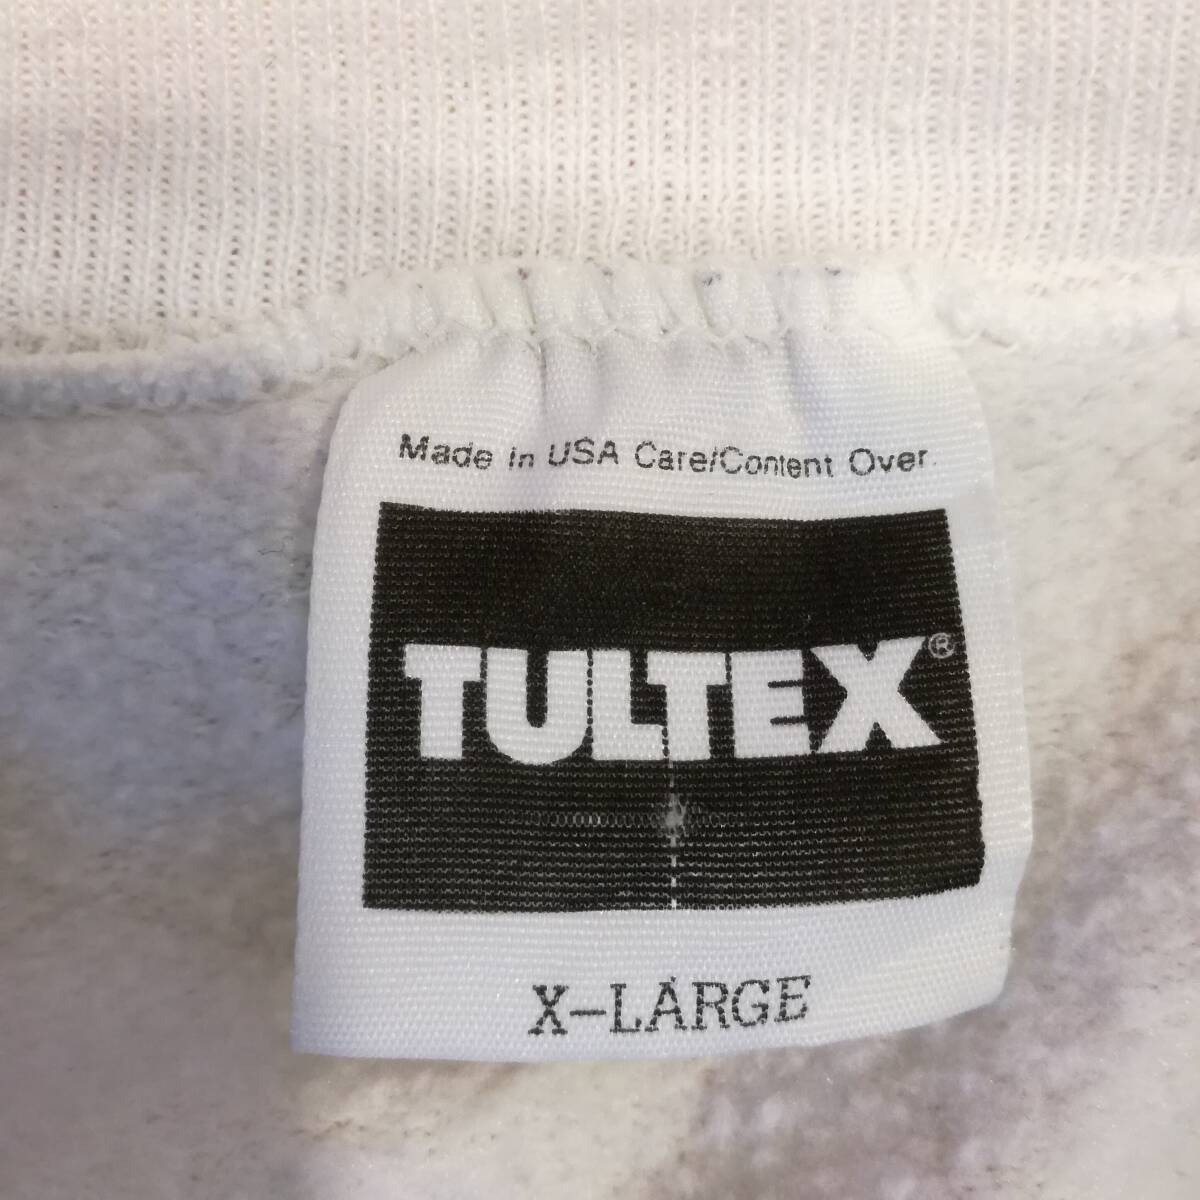 Made in USA Care/Content Over.
TULTEX®
X-LARGE